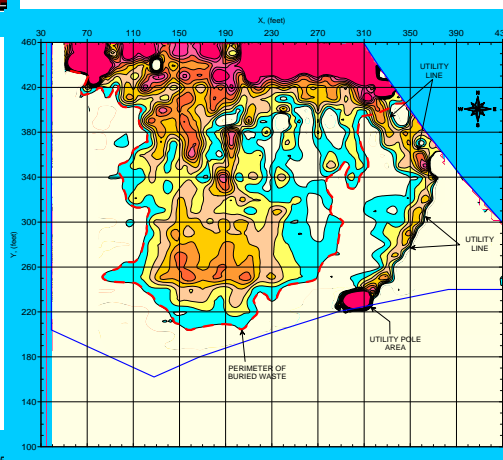 X, (feet)
30 70 110 150 190 230 270 310 350 390 43
460
420
380
340
300
260
220
180
140
100
Y, (feet)
UTILITY
LINE
N
W E
S
UTILITY
LINE
UTILITY POLE
AREA
PERIMETER OF
BURIED WASTE